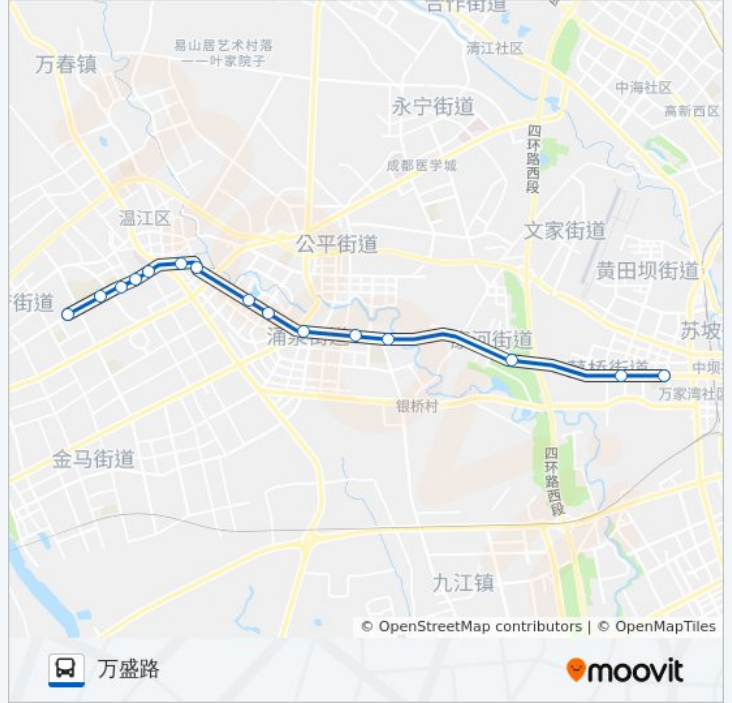 合作街道
清江社区
易山居艺术村落
——叶家院子
万春镇
中海社区
高新西区
永宁街道
四环路西段
成都医学城
温江区
文家街道
公平街道
黄田坝街道
街道
苏坡
涌泉街道
河街道
桥街道
中坝
万家湾社区
银桥村
金马街道
四环路西段
九江镇
© OpenStreetMap contributors | © OpenMapTiles
万盛路
moovit